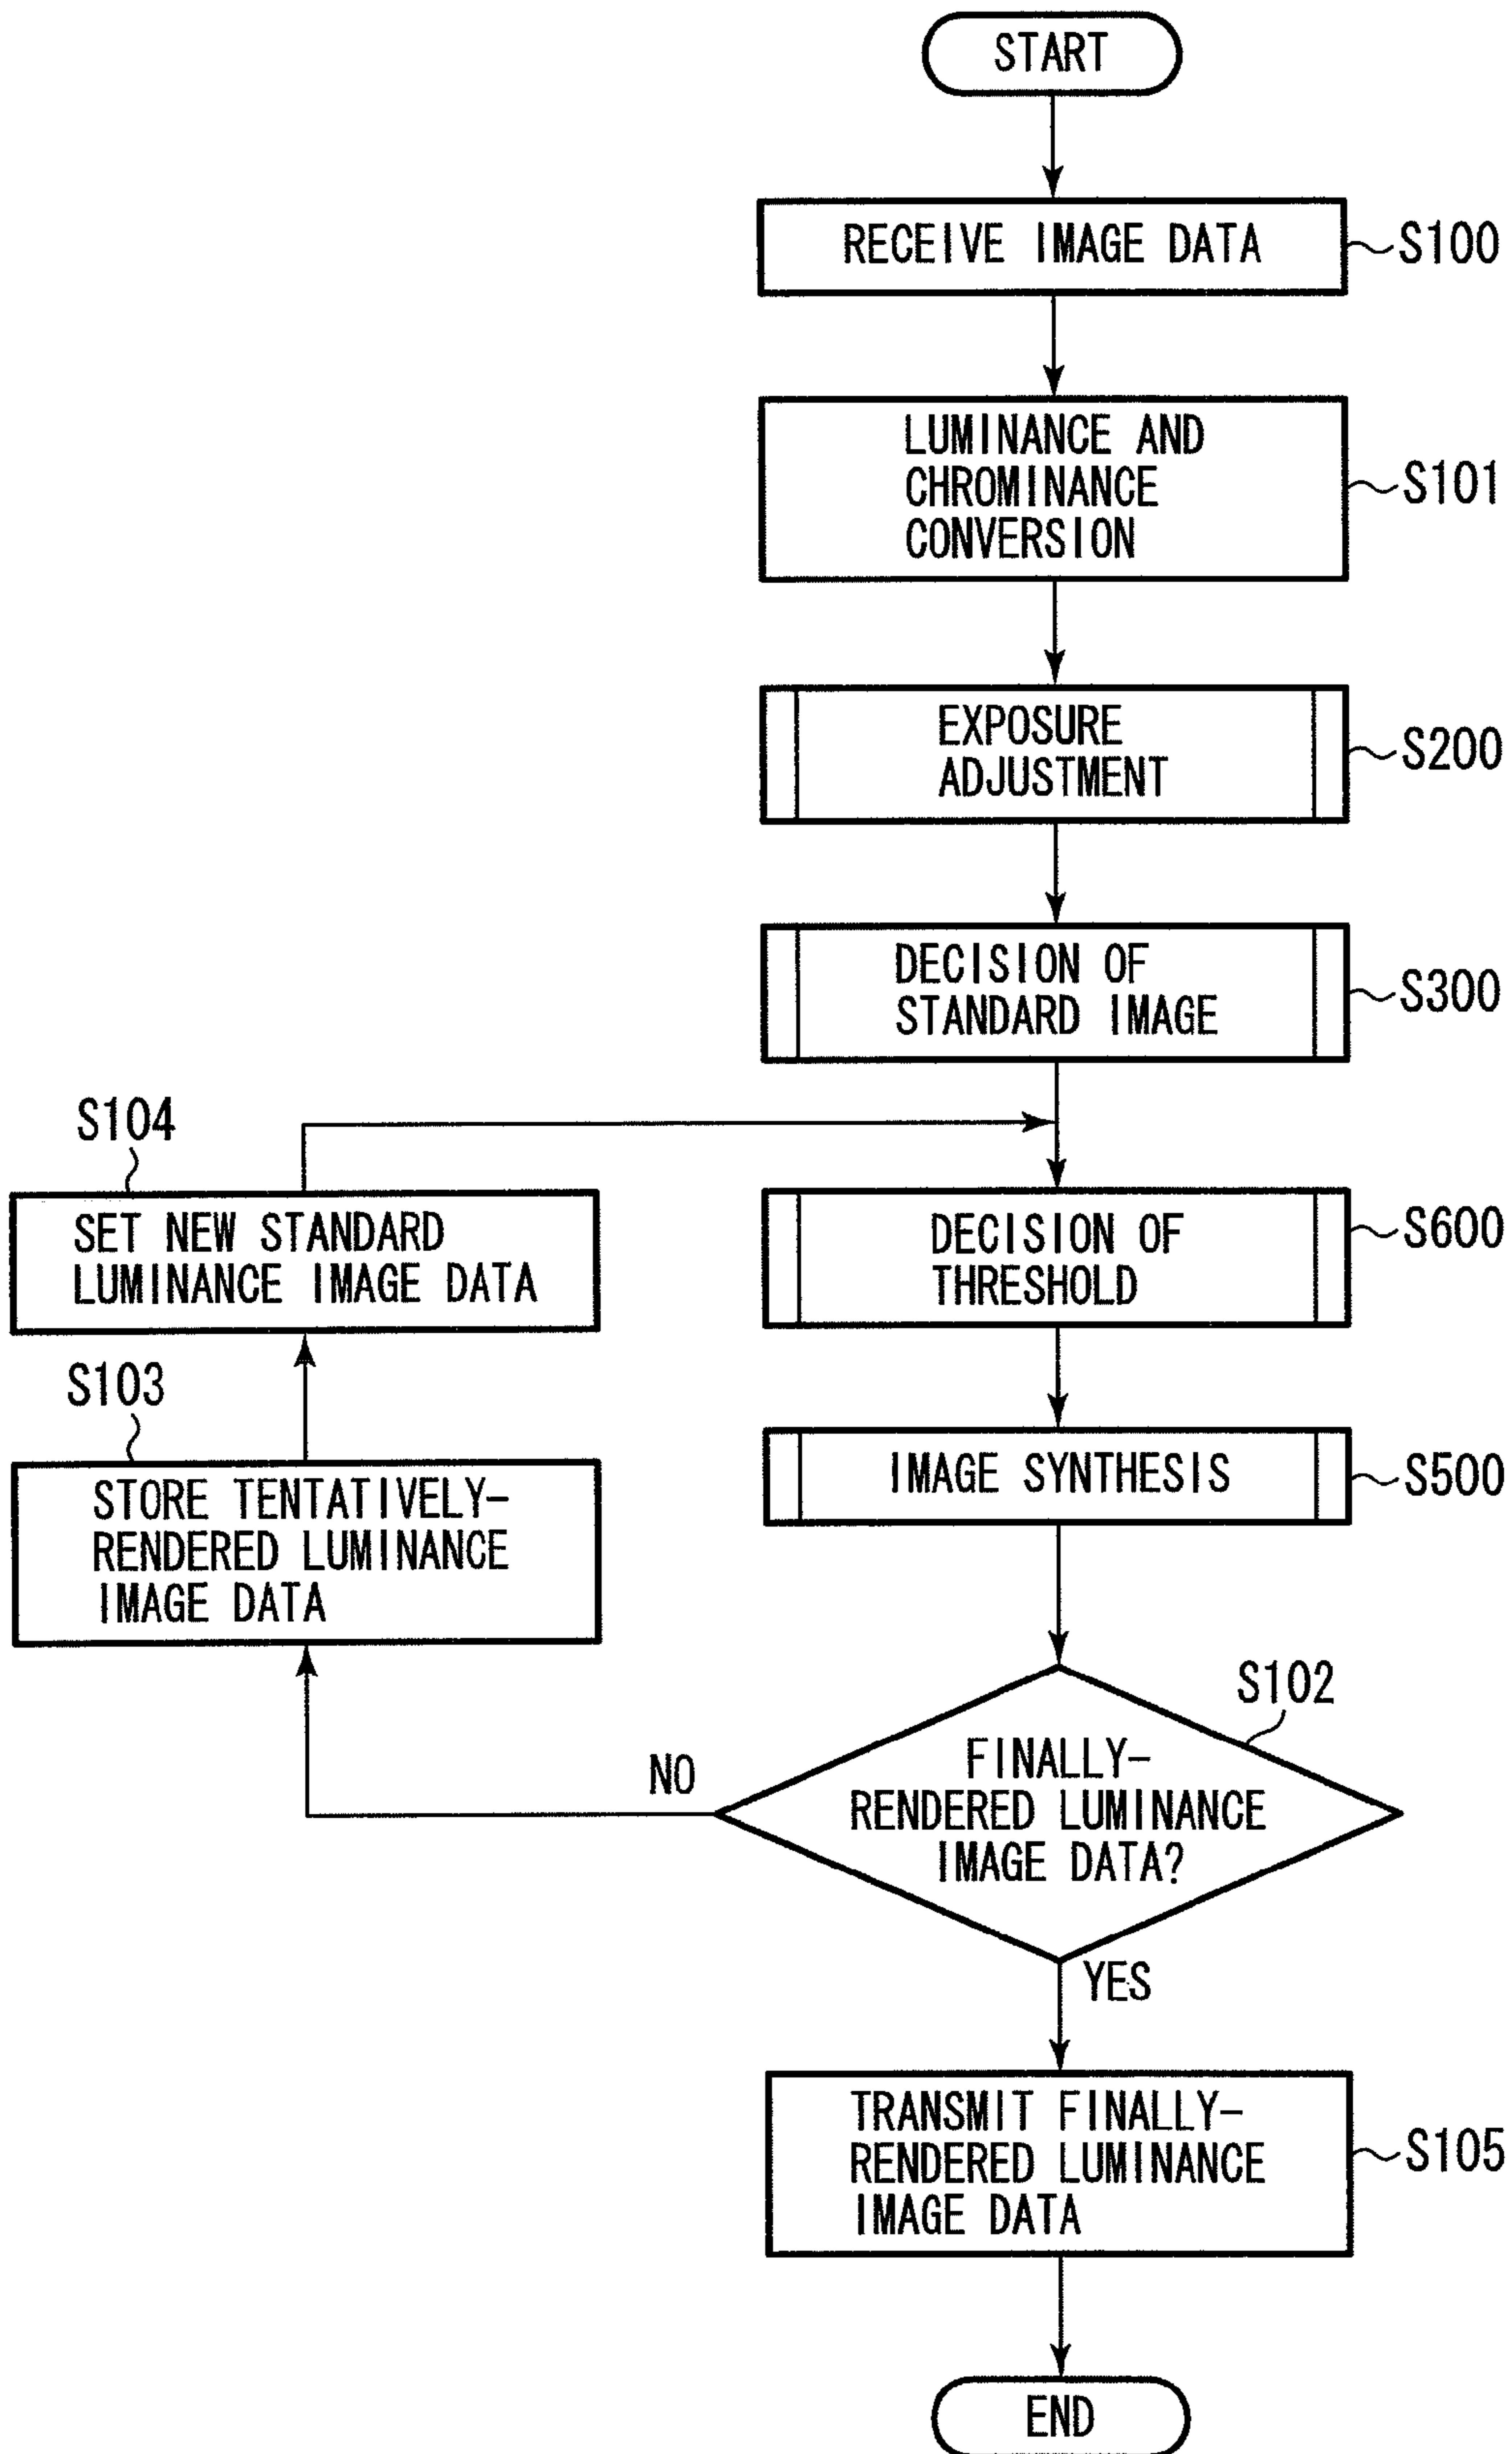 START
RECEIVE IMAGE DATA
S100
LUMINANCE AND
CHROMINANCE
CONVERSION
S101
EXPOSURE
ADJUSTMENT
S200
DECISION OF
STANDARD IMAGE
S300
S104
SET NEW STANDARD
LUMINANCE IMAGE DATA
DECISION OF
THRESHOLD
S600
S103
STORE TENTATIVELY-
RENDERED LUMINANCE
IMAGE DATA
IMAGE SYNTHESIS
S500
S102
FINALLY-
RENDERED LUMINANCE
IMAGE DATA?
NO
YES
TRANSMIT FINALLY-
RENDERED LUMINANCE
IMAGE DATA
S105
END